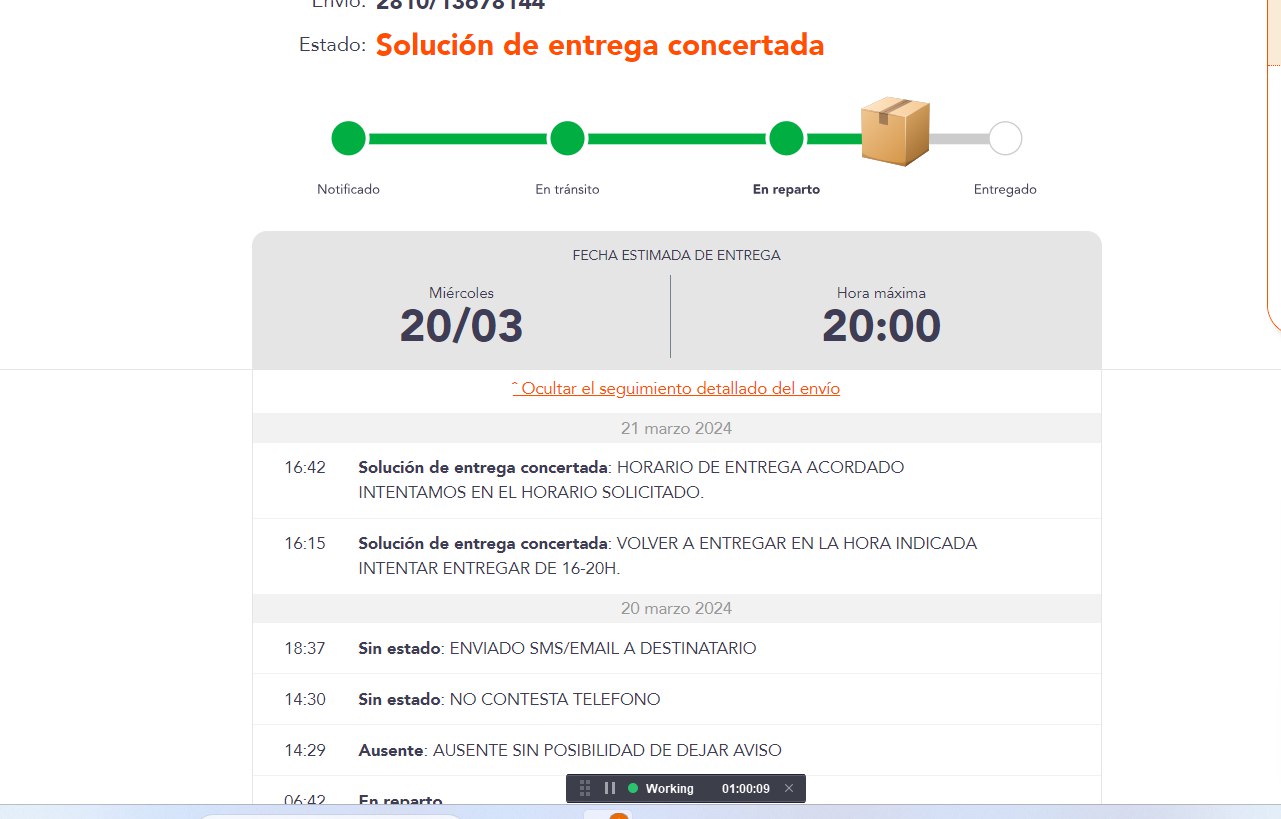 Envío: 2810/13678144
Estado: Solución de entrega concertada
Notificado
En tránsito
En reparto
Entregado
FECHA ESTIMADA DE ENTREGA
Miércoles
20/03
Hora máxima
20:00
ˆ Ocultar el seguimiento detallado del envío
21 marzo 2024
16:42 Solución de entrega concertada: HORARIO DE ENTREGA ACORDADO
INTENTAMOS EN EL HORARIO SOLICITADO.
16:15 Solución de entrega concertada: VOLVER A ENTREGAR EN LA HORA INDICADA
INTENTAR ENTREGAR DE 16-20H.
20 marzo 2024
18:37 Sin estado: ENVIADO SMS/EMAIL A DESTINATARIO
14:30 Sin estado: NO CONTESTA TELEFONO
14:29 Ausente: AUSENTE SIN POSIBILIDAD DE DEJAR AVISO
06:42 En reparto
Working 01:00:09